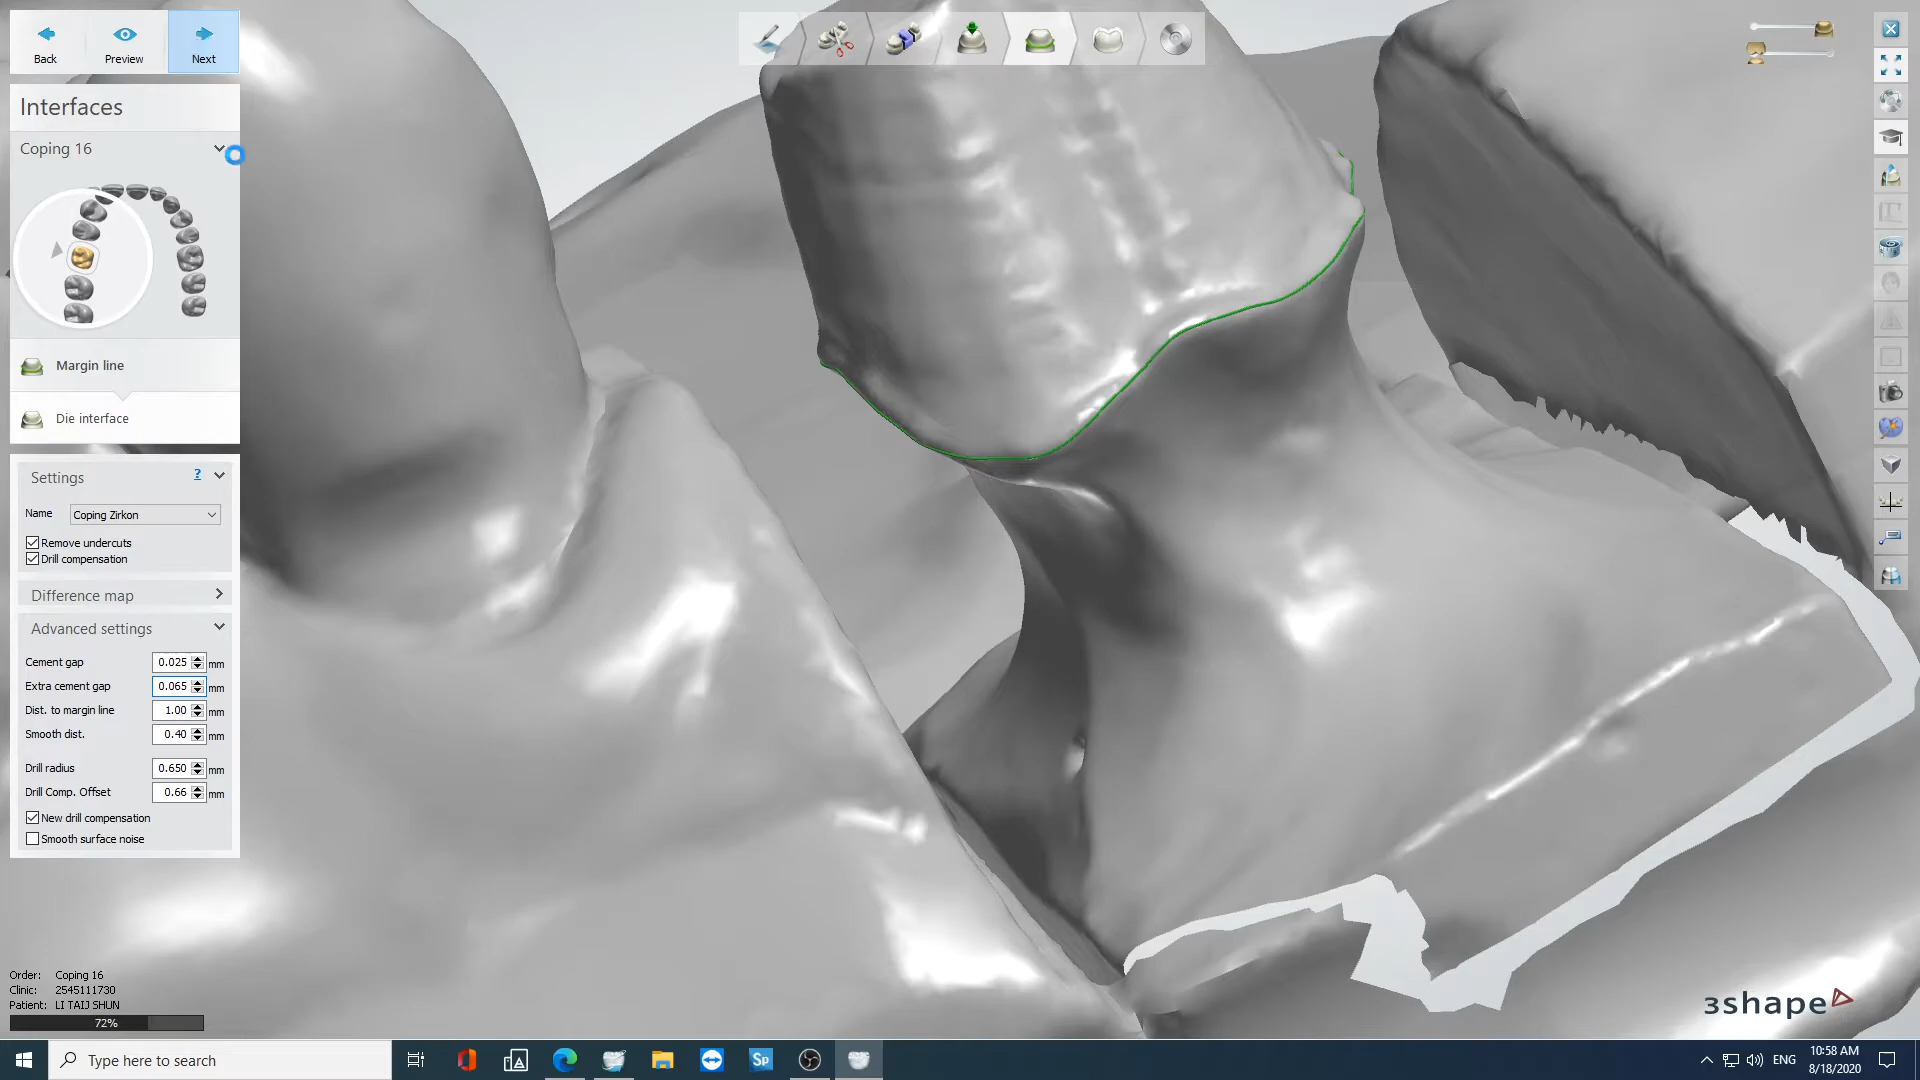 Back
Preview
Next
Interfaces
Coping 16
Margin line
Die interface
Settings
?
Name
Coping Zirkon
Remove undercuts
Drill compensation
Difference map
Advanced settings
Cement gap 0.025 mm
Extra cement gap 0.065 mm
Dist. to margin line 1.00 mm
Smooth dist. 0.40 mm
Drill radius 0.650 mm
Drill Comp. Offset 0.66 mm
New drill compensation
Smooth surface noise
Order: Coping 16
Clinic: 2545111730
Patient: LI TAIJ SHUN
72%
3shape
Type here to search
Sp
ENG
10:58 AM
8/18/2020